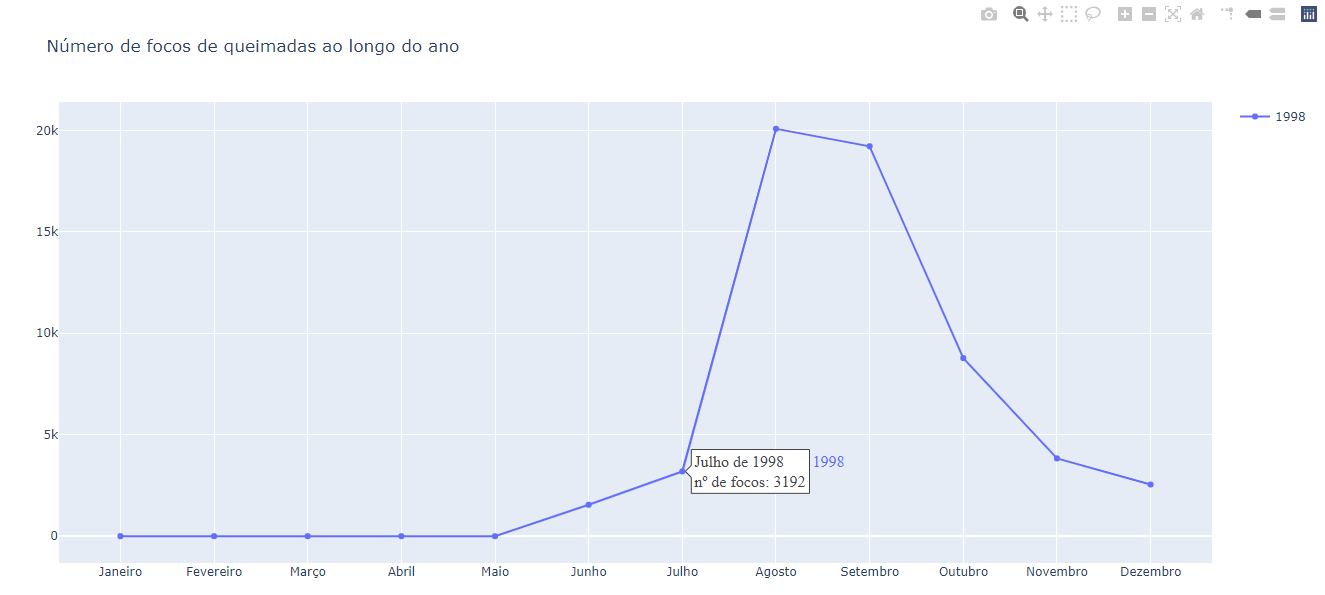 Número de focos de queimadas ao longo do ano
1998
20k
15k
10k
5k
0
Julho de 1998
nº de focos: 3192
1998
Janeiro
Fevereiro
Março
Abril
Maio
Junho
Julho
Agosto
Setembro
Outubro
Novembro
Dezembro